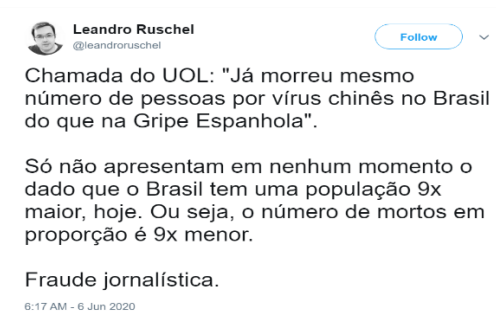 Leandro Ruschel
@leandroruschel
Follow
Chamada do UOL: "Já morreu mesmo
número de pessoas por vírus chinês no Brasil
do que na Gripe Espanhola".
Só não apresentam em nenhum momento o
dado que o Brasil tem uma população 9x
maior, hoje. Ou seja, o número de mortos em
proporção é 9x menor.
Fraude jornalística.
6:17 AM - 6 Jun 2020